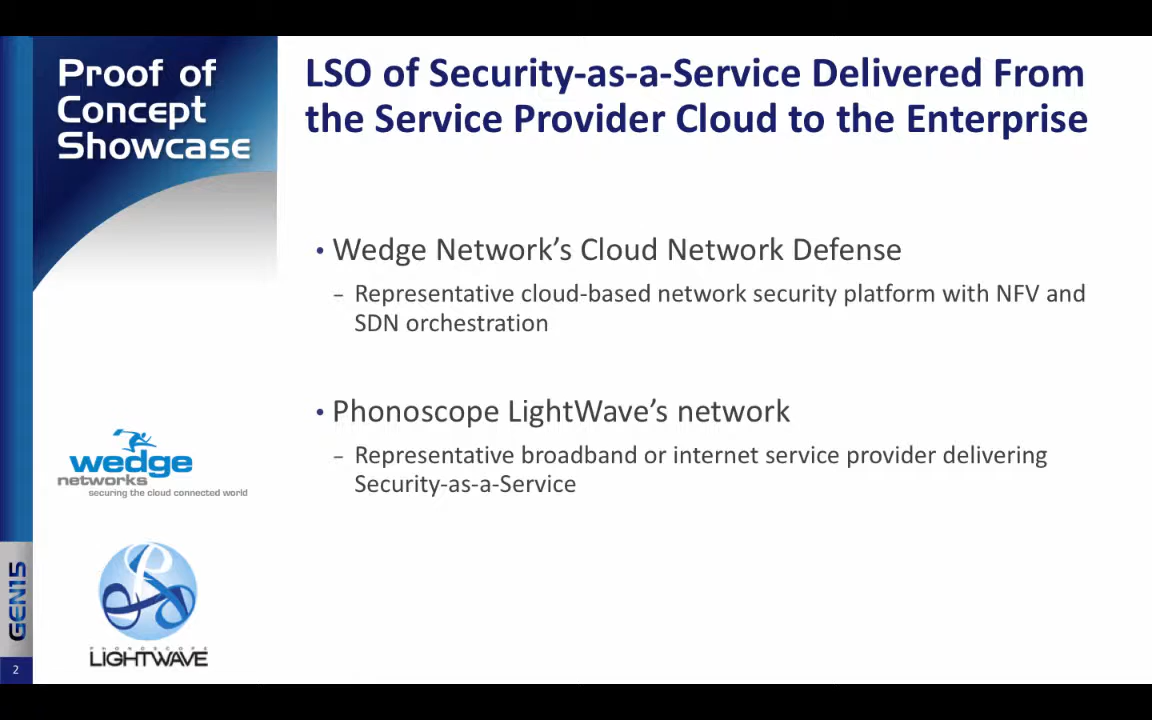 Proof of
Concept
Showcase
LSO of Security-as-a-Service Delivered From
the Service Provider Cloud to the Enterprise
• Wedge Network’s Cloud Network Defense
– Representative cloud-based network security platform with NFV and
SDN orchestration
• Phonoscope LightWave’s network
– Representative broadband or internet service provider delivering
Security-as-a-Service
wedge
networks
securing the cloud connected world
PHONOSCOPE
LIGHTWAVE
GEN15
2